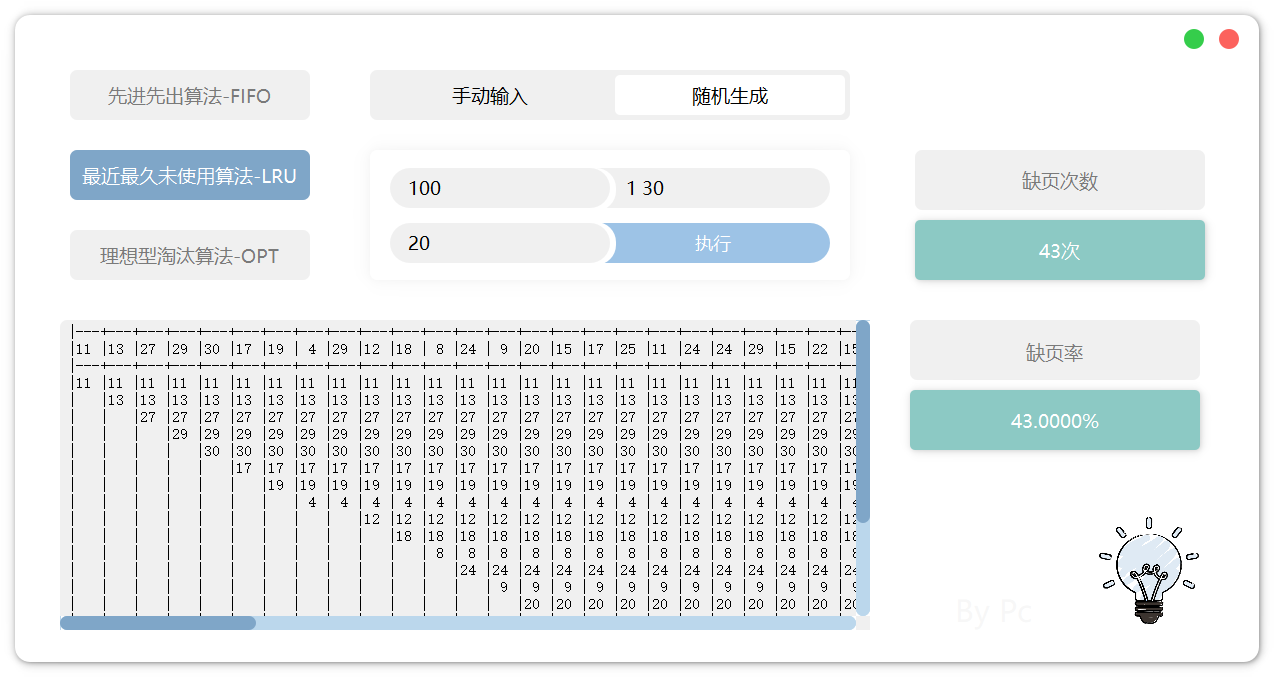 先进先出算法-FIFO
手动输入 随机生成
最近最久未使用算法-LRU
100 1 30
缺页次数
理想型淘汰算法-OPT
20 执行
43次
|---+---+---+---+---+---+---+---+---+---+---+---+---+---+---+---+---+---+---+---+---+---+---+---+---
|11 |13 |27 |29 |30 |17 |19 | 4 |29 |12 |18 | 8 |24 | 9 |20 |15 |17 |25 |11 |24 |24 |29 |15 |22 |15
|---+---+---+---+---+---+---+---+---+---+---+---+---+---+---+---+---+---+---+---+---+---+---+---+---
|11 |11 |11 |11 |11 |11 |11 |11 |11 |11 |11 |11 |11 |11 |11 |11 |11 |11 |11 |11 |11 |11 |11 |11 |11
|   |13 |13 |13 |13 |13 |13 |13 |13 |13 |13 |13 |13 |13 |13 |13 |13 |13 |13 |13 |13 |13 |13 |13 |13
|   |   |27 |27 |27 |27 |27 |27 |27 |27 |27 |27 |27 |27 |27 |27 |27 |27 |27 |27 |27 |27 |27 |27 |27
|   |   |   |29 |29 |29 |29 |29 |29 |29 |29 |29 |29 |29 |29 |29 |29 |29 |29 |29 |29 |29 |29 |29 |29
|   |   |   |   |30 |30 |30 |30 |30 |30 |30 |30 |30 |30 |30 |30 |30 |30 |30 |30 |30 |30 |30 |30 |30
|   |   |   |   |   |17 |17 |17 |17 |17 |17 |17 |17 |17 |17 |17 |17 |17 |17 |17 |17 |17 |17 |17 |17
|   |   |   |   |   |   |19 |19 |19 |19 |19 |19 |19 |19 |19 |19 |19 |19 |19 |19 |19 |19 |19 |19 |19
|   |   |   |   |   |   |   | 4 | 4 | 4 | 4 | 4 | 4 | 4 | 4 | 4 | 4 | 4 | 4 | 4 | 4 | 4 | 4 | 4 | 4
|   |   |   |   |   |   |   |   |   |12 |12 |12 |12 |12 |12 |12 |12 |12 |12 |12 |12 |12 |12 |12 |12
|   |   |   |   |   |   |   |   |   |   |18 |18 |18 |18 |18 |18 |18 |18 |18 |18 |18 |18 |18 |18 |18
|   |   |   |   |   |   |   |   |   |   |   | 8 | 8 | 8 | 8 | 8 | 8 | 8 | 8 | 8 | 8 | 8 | 8 | 8 | 8
|   |   |   |   |   |   |   |   |   |   |   |   |24 |24 |24 |24 |24 |24 |24 |24 |24 |24 |24 |24 |24
|   |   |   |   |   |   |   |   |   |   |   |   |   | 9 | 9 | 9 | 9 | 9 | 9 | 9 | 9 | 9 | 9 | 9 | 9
|   |   |   |   |   |   |   |   |   |   |   |   |   |   |20 |20 |20 |20 |20 |20 |20 |20 |20 |20 |20
缺页率
43.0000%
By Pc